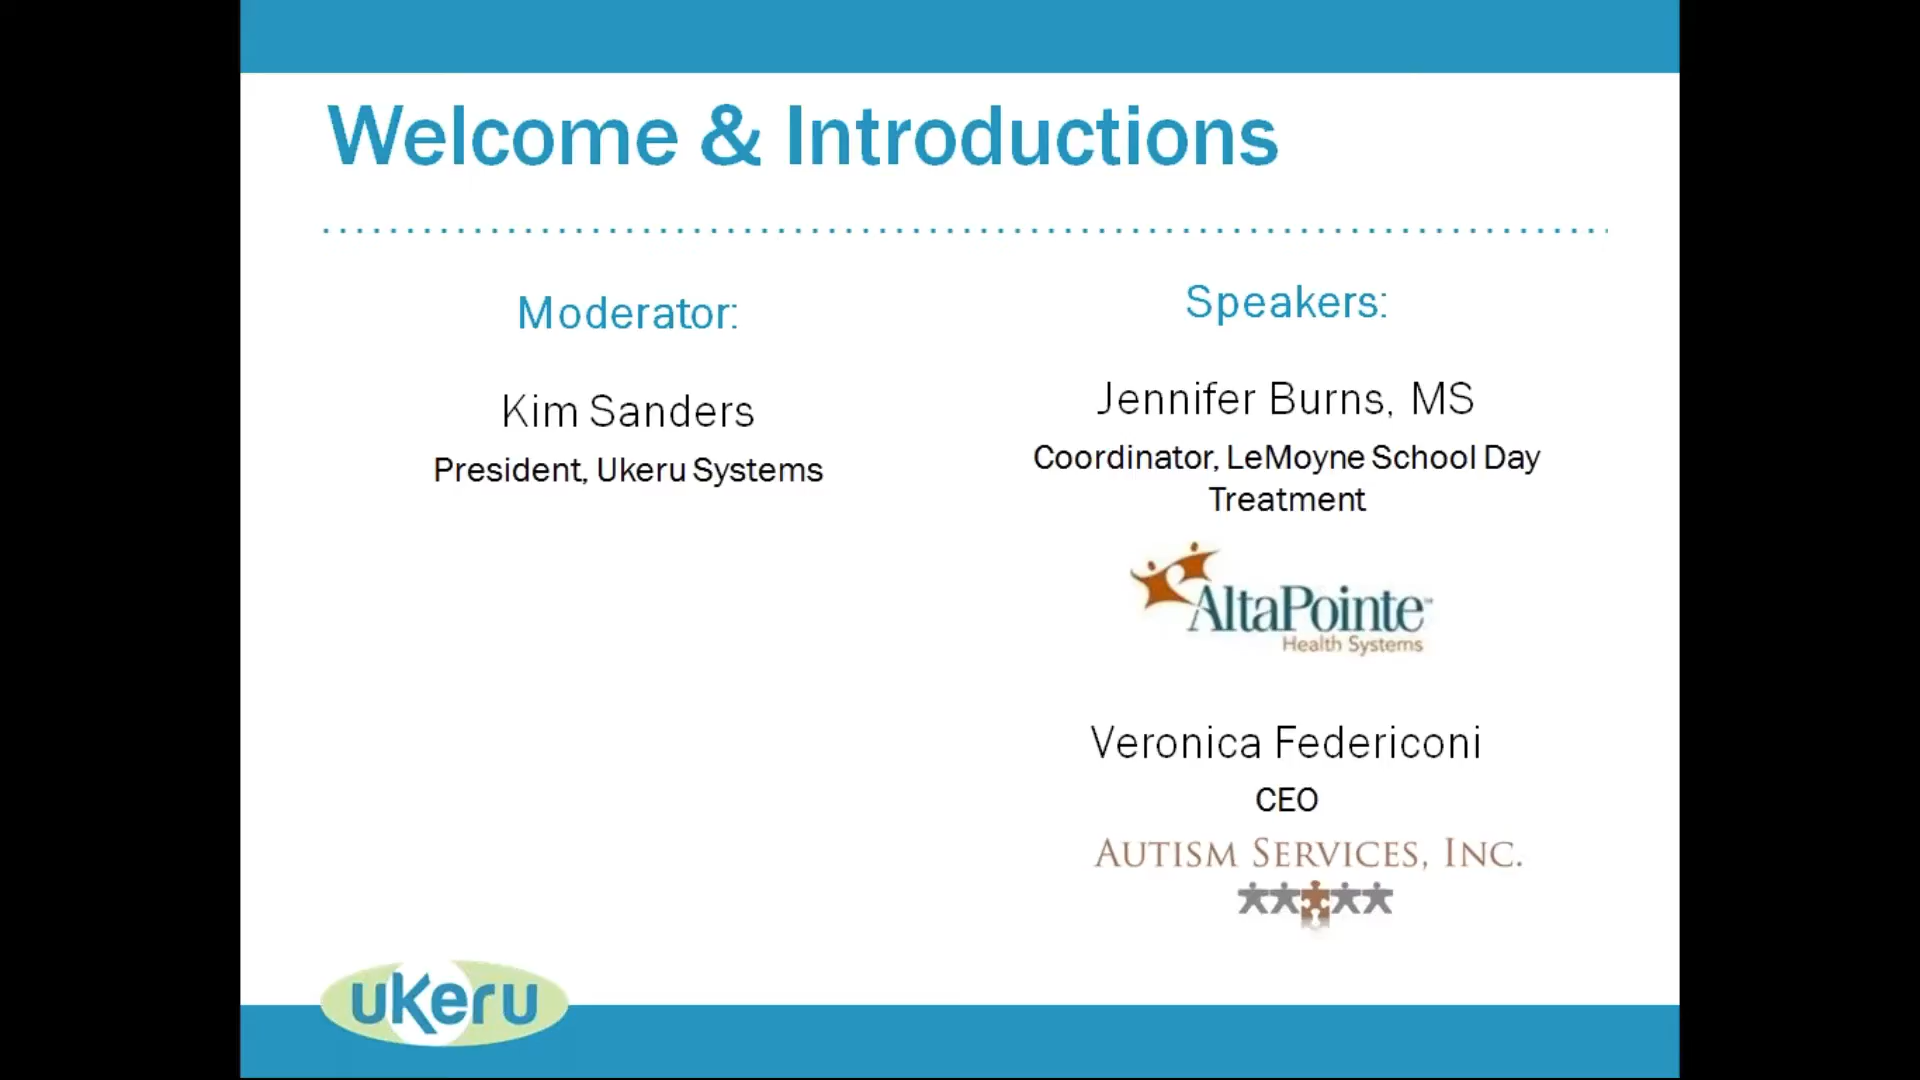 Welcome & Introductions
Moderator:
Kim Sanders
President, Ukeru Systems
Speakers:
Jennifer Burns, MS
Coordinator, LeMoyne School Day
Treatment
AltaPointe™
Health Systems
Veronica Federiconi
CEO
AUTISM SERVICES, INC.
uKeru